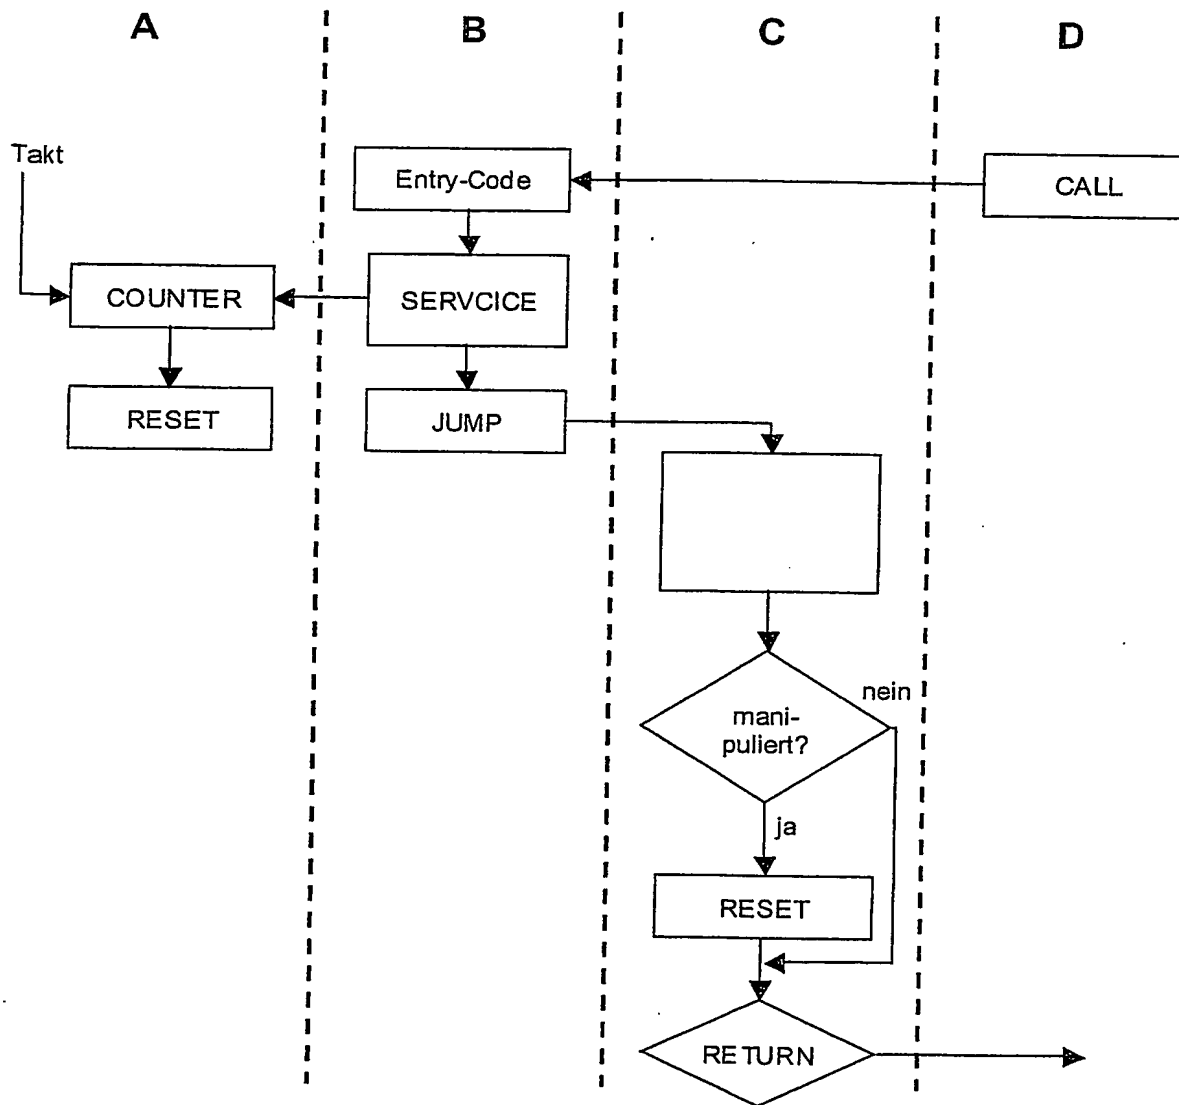 A
B
C
D
Takt
Entry-Code
CALL
COUNTER
SERVCICE
RESET
JUMP
nein
mani-
puliert?
ja
RESET
RETURN